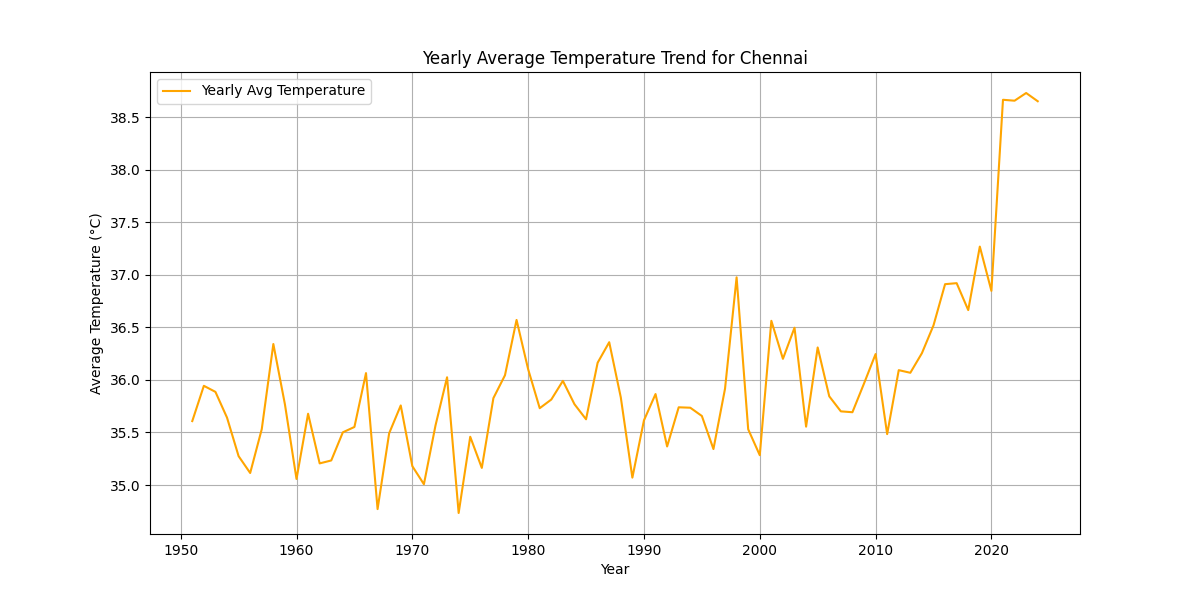 Yearly Average Temperature Trend for Chennai
Yearly Avg Temperature
Average Temperature (°C)
38.5
38.0
37.5
37.0
36.5
36.0
35.5
35.0
1950 1960 1970 1980 1990 2000 2010 2020
Year